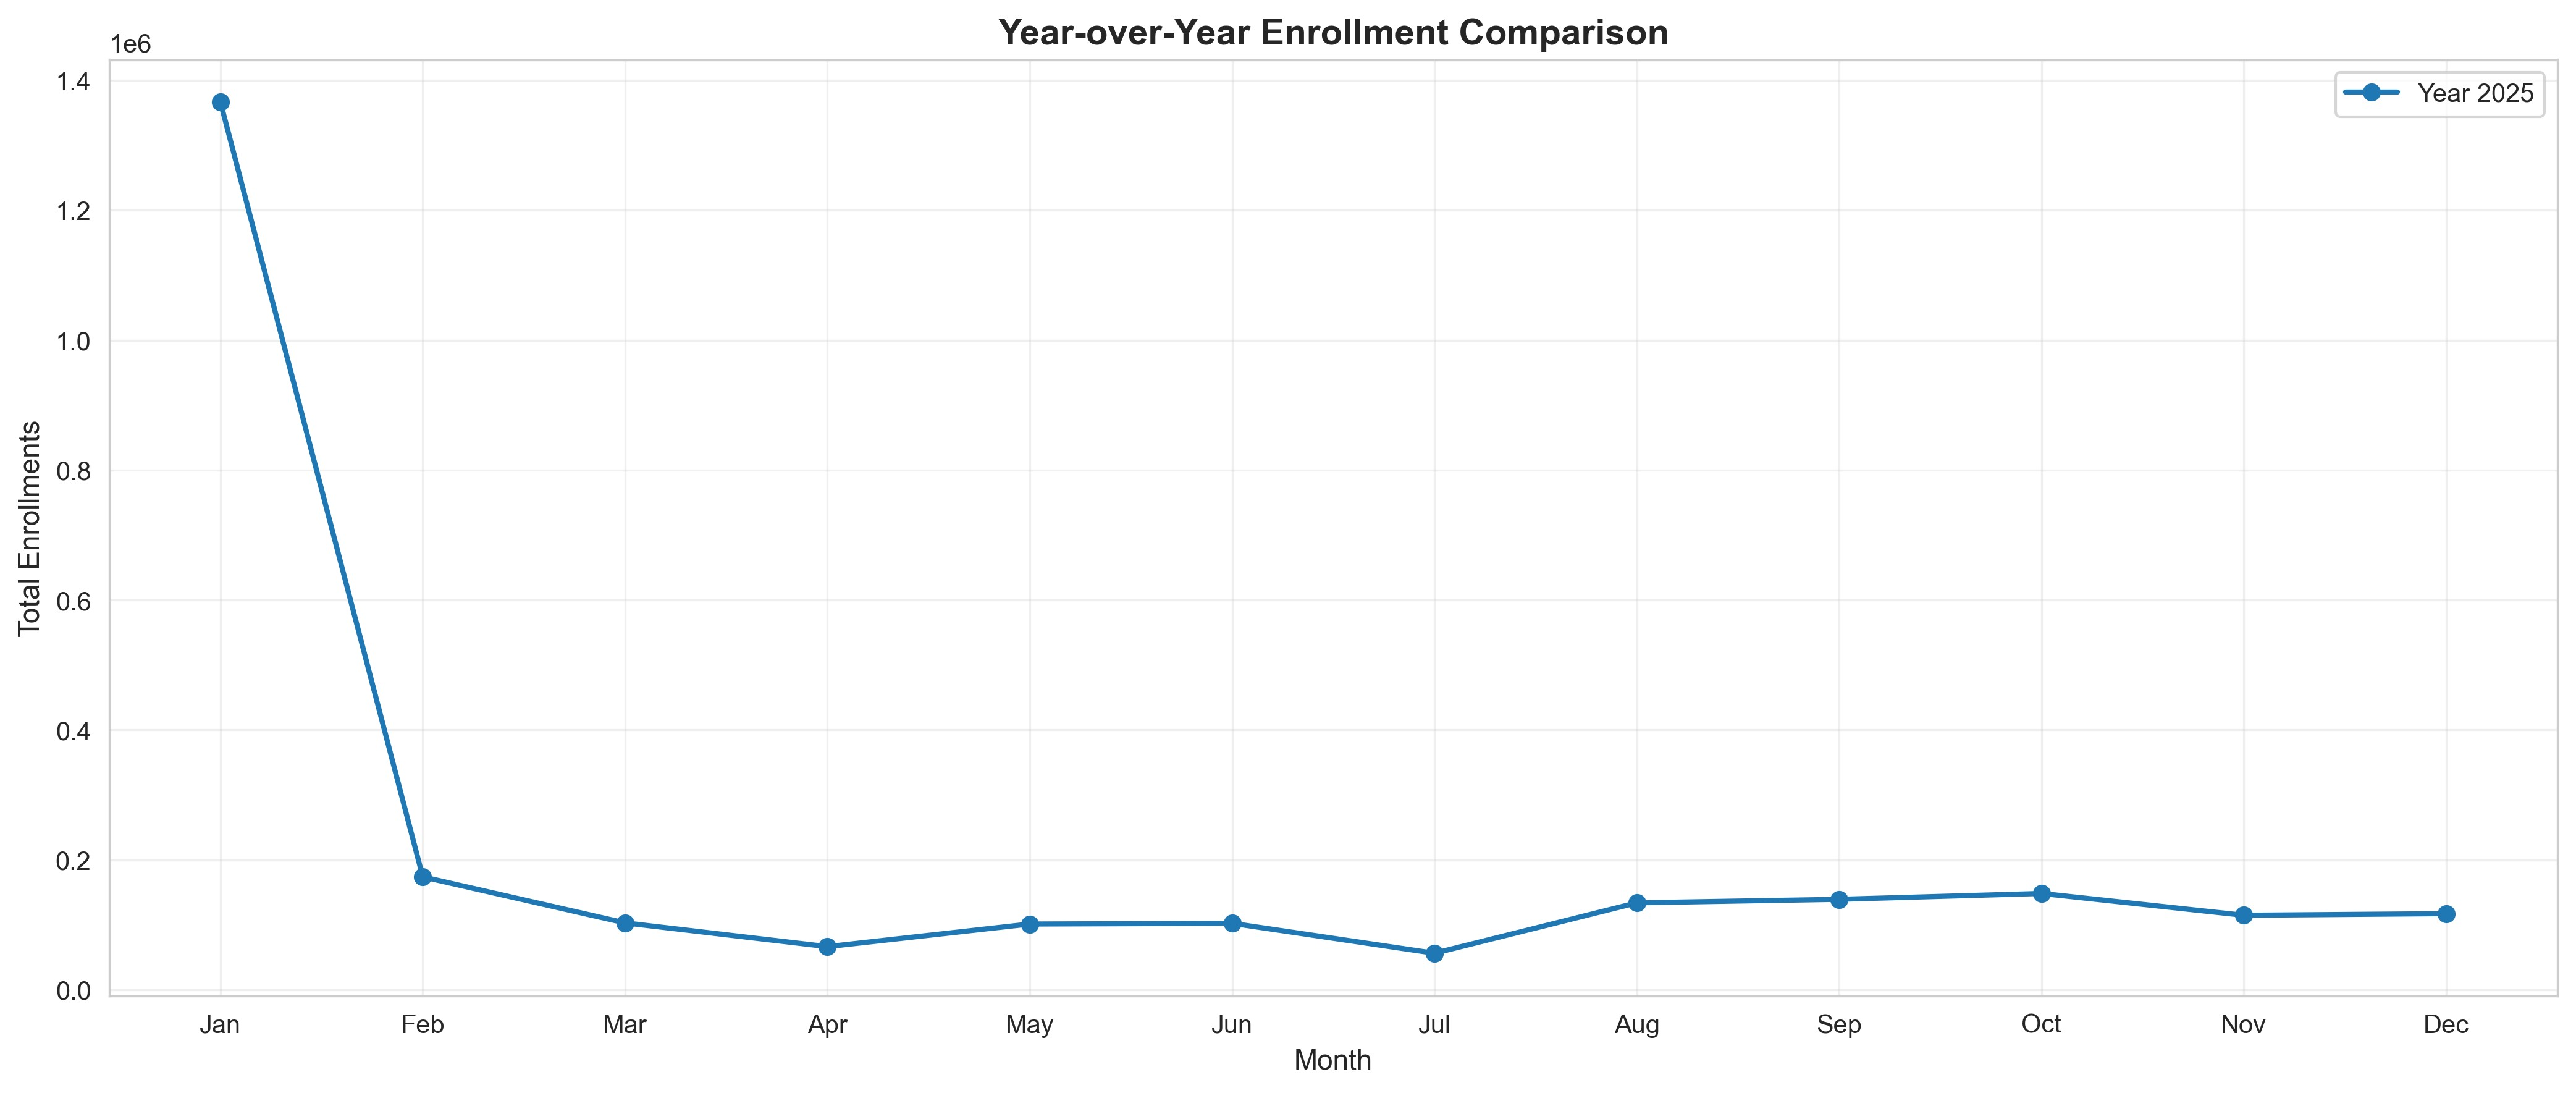 Year-over-Year Enrollment Comparison
1e6
1.4
1.2
1.0
0.8
0.6
0.4
0.2
0.0
Total Enrollments
Year 2025
Jan Feb Mar Apr May Jun Jul Aug Sep Oct Nov Dec
Month